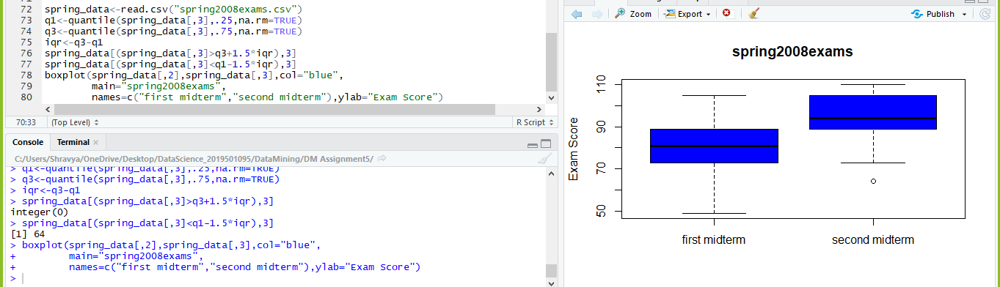 72 spring_data<-read.csv("spring2008exams.csv")
73 q1<-quantile(spring_data[,3],.25,na.rm=TRUE)
74 q3<-quantile(spring_data[,3],.75,na.rm=TRUE)
75 iqr<-q3-q1
76 spring_data[(spring_data[,3]>q3+1.5*iqr),3]
77 spring_data[(spring_data[,3]<q1-1.5*iqr),3]
78 boxplot(spring_data[,2],spring_data[,3],col="blue",
79 main="spring2008exams",
80 names=c("first midterm","second midterm"),ylab="Exam Score")
70:33 (Top Level) R Script
Console Terminal ×
C:/Users/Shravya/OneDrive/Desktop/DataScience_2019501095/DataMining/DM Assignment5/
> q1<-quantile(spring_data[,3],.25,na.rm=TRUE)
> q3<-quantile(spring_data[,3],.75,na.rm=TRUE)
> iqr<-q3-q1
> spring_data[(spring_data[,3]>q3+1.5*iqr),3]
integer(0)
> spring_data[(spring_data[,3]<q1-1.5*iqr),3]
[1] 64
> boxplot(spring_data[,2],spring_data[,3],col="blue",
+ main="spring2008exams",
+ names=c("first midterm","second midterm"),ylab="Exam Score")
>
Zoom Export Publish
spring2008exams
Exam Score
110
90
70
50
first midterm second midterm